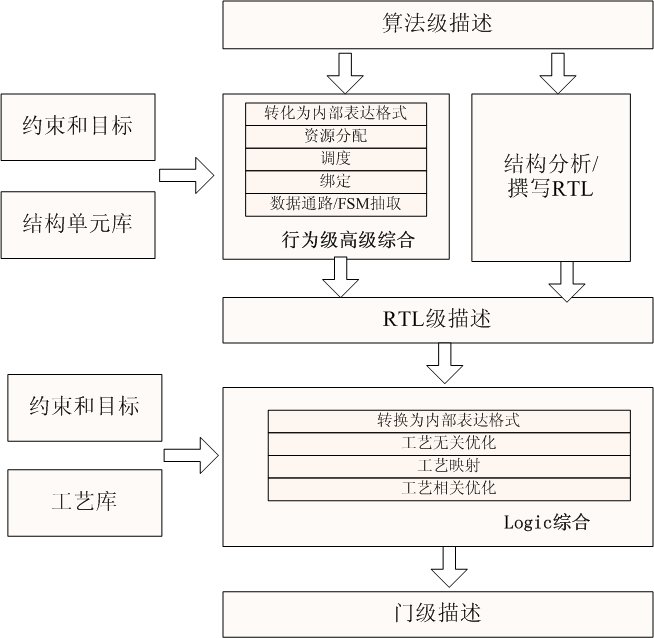 算法级描述
约束和目标
结构单元库
转化为内部表达格式
资源分配
调度
绑定
数据通路/FSM抽取
行为级高级综合
结构分析/
撰写RTL
RTL级描述
约束和目标
工艺库
转换为内部表达格式
工艺无关优化
工艺映射
工艺相关优化
Logic综合
门级描述